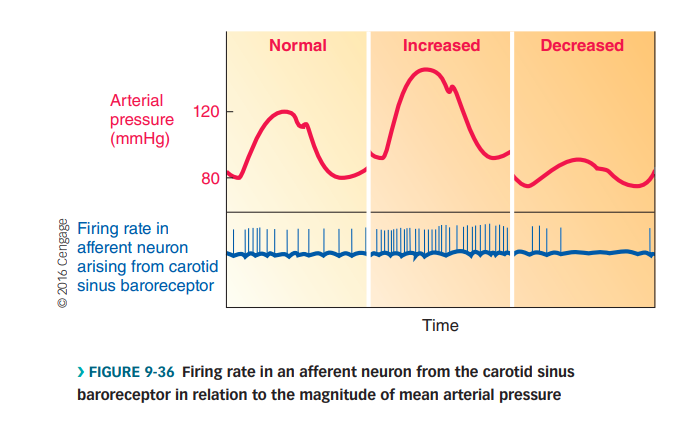 Normal
Increased
Decreased
Arterial
pressure
(mmHg)
120
80
Firing rate in
afferent neuron
arising from carotid
sinus baroreceptor
© 2016 Cengage
Time
❯ FIGURE 9-36 Firing rate in an afferent neuron from the carotid sinus
baroreceptor in relation to the magnitude of mean arterial pressure